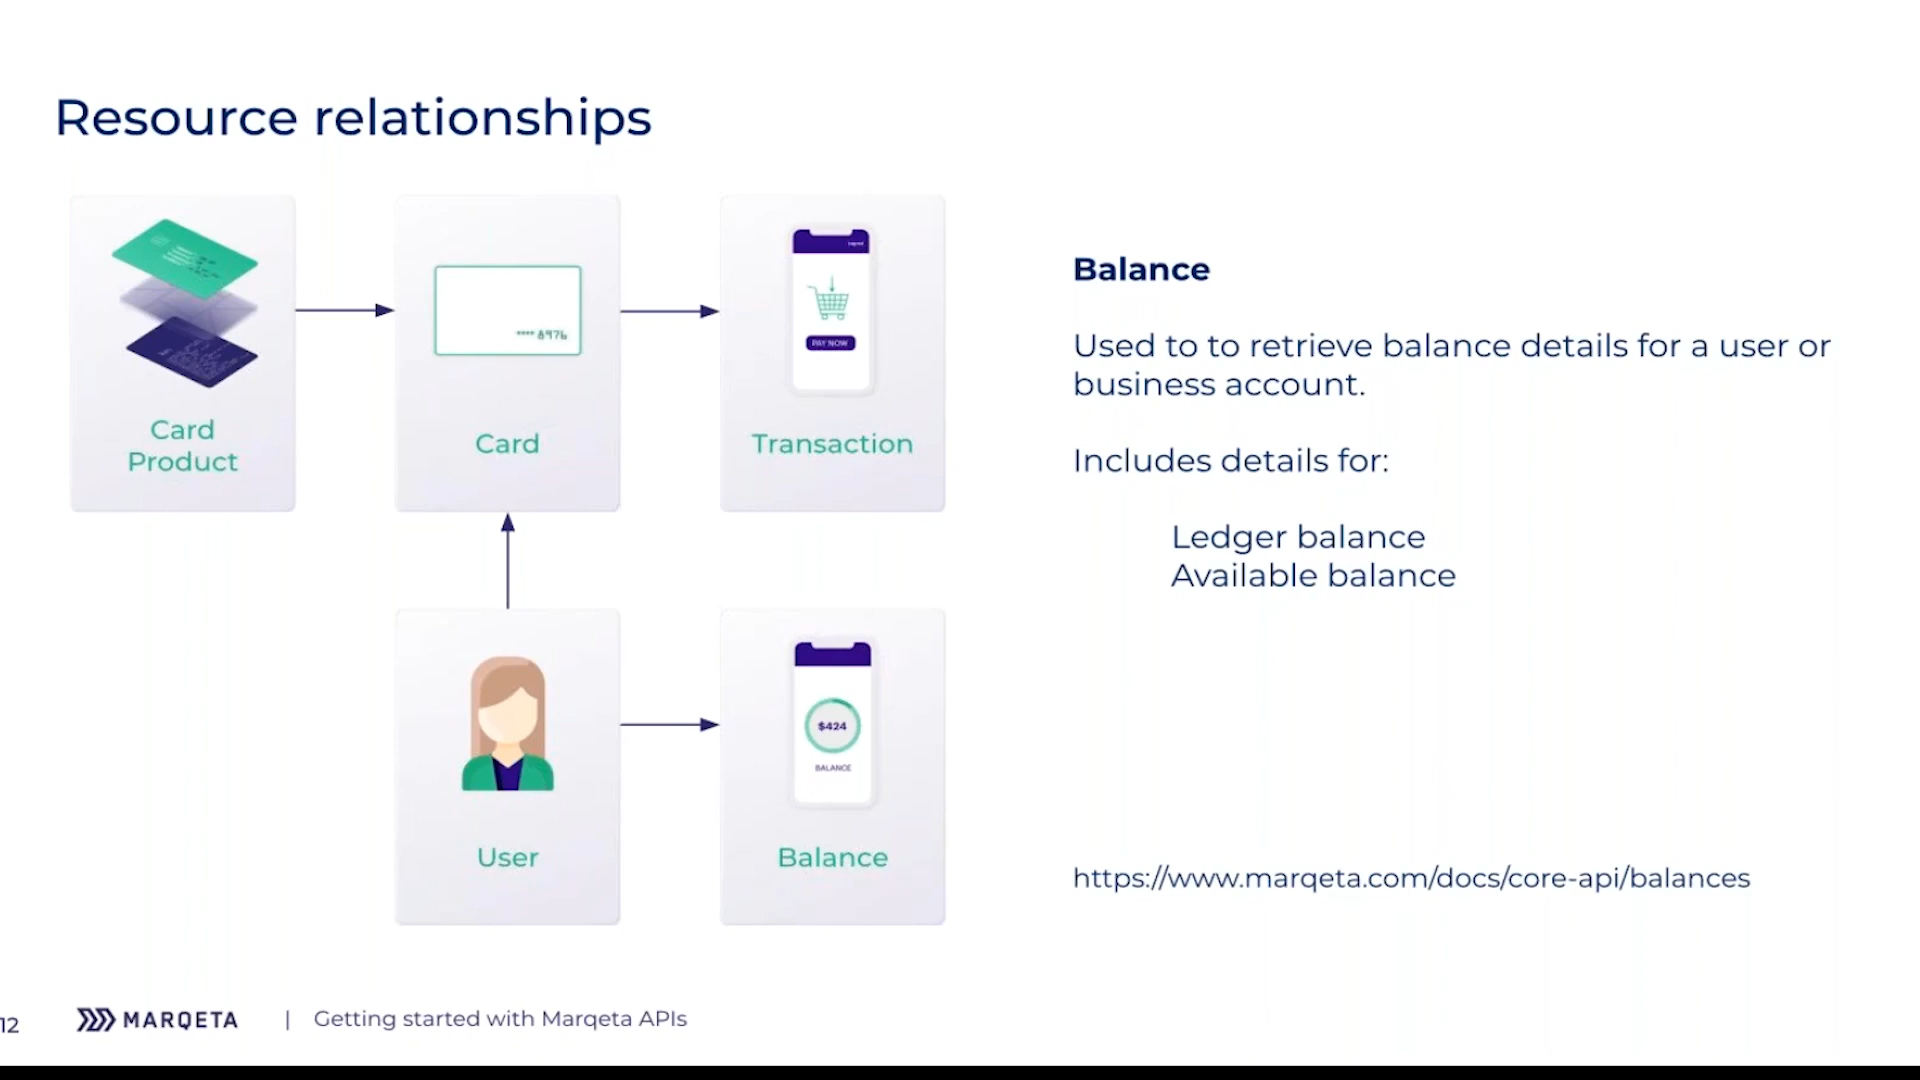 Resource relationships
Card
Product
**** 8976
Card
PAY NOW
Transaction
User
$424
BALANCE
Balance
Balance
Used to to retrieve balance details for a user or
business account.
Includes details for:
Ledger balance
Available balance
https://www.marqeta.com/docs/core-api/balances
12
MARQETA | Getting started with Marqeta APIs